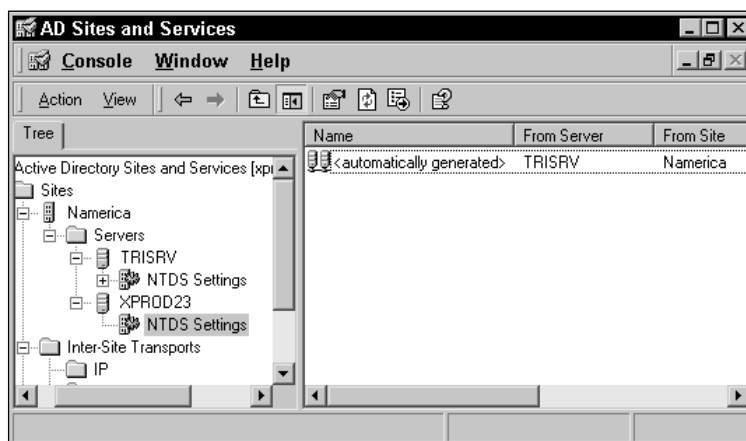 AD Sites and Services
Console Window Help
Action View
Tree
Name From Server From Site
Active Directory Sites and Services [xpr
<automatically generated> TRISRV Namerica
Sites
Namerica
Servers
TRISRV
NTDS Settings
XPROD23
NTDS Settings
Inter-Site Transports
IP